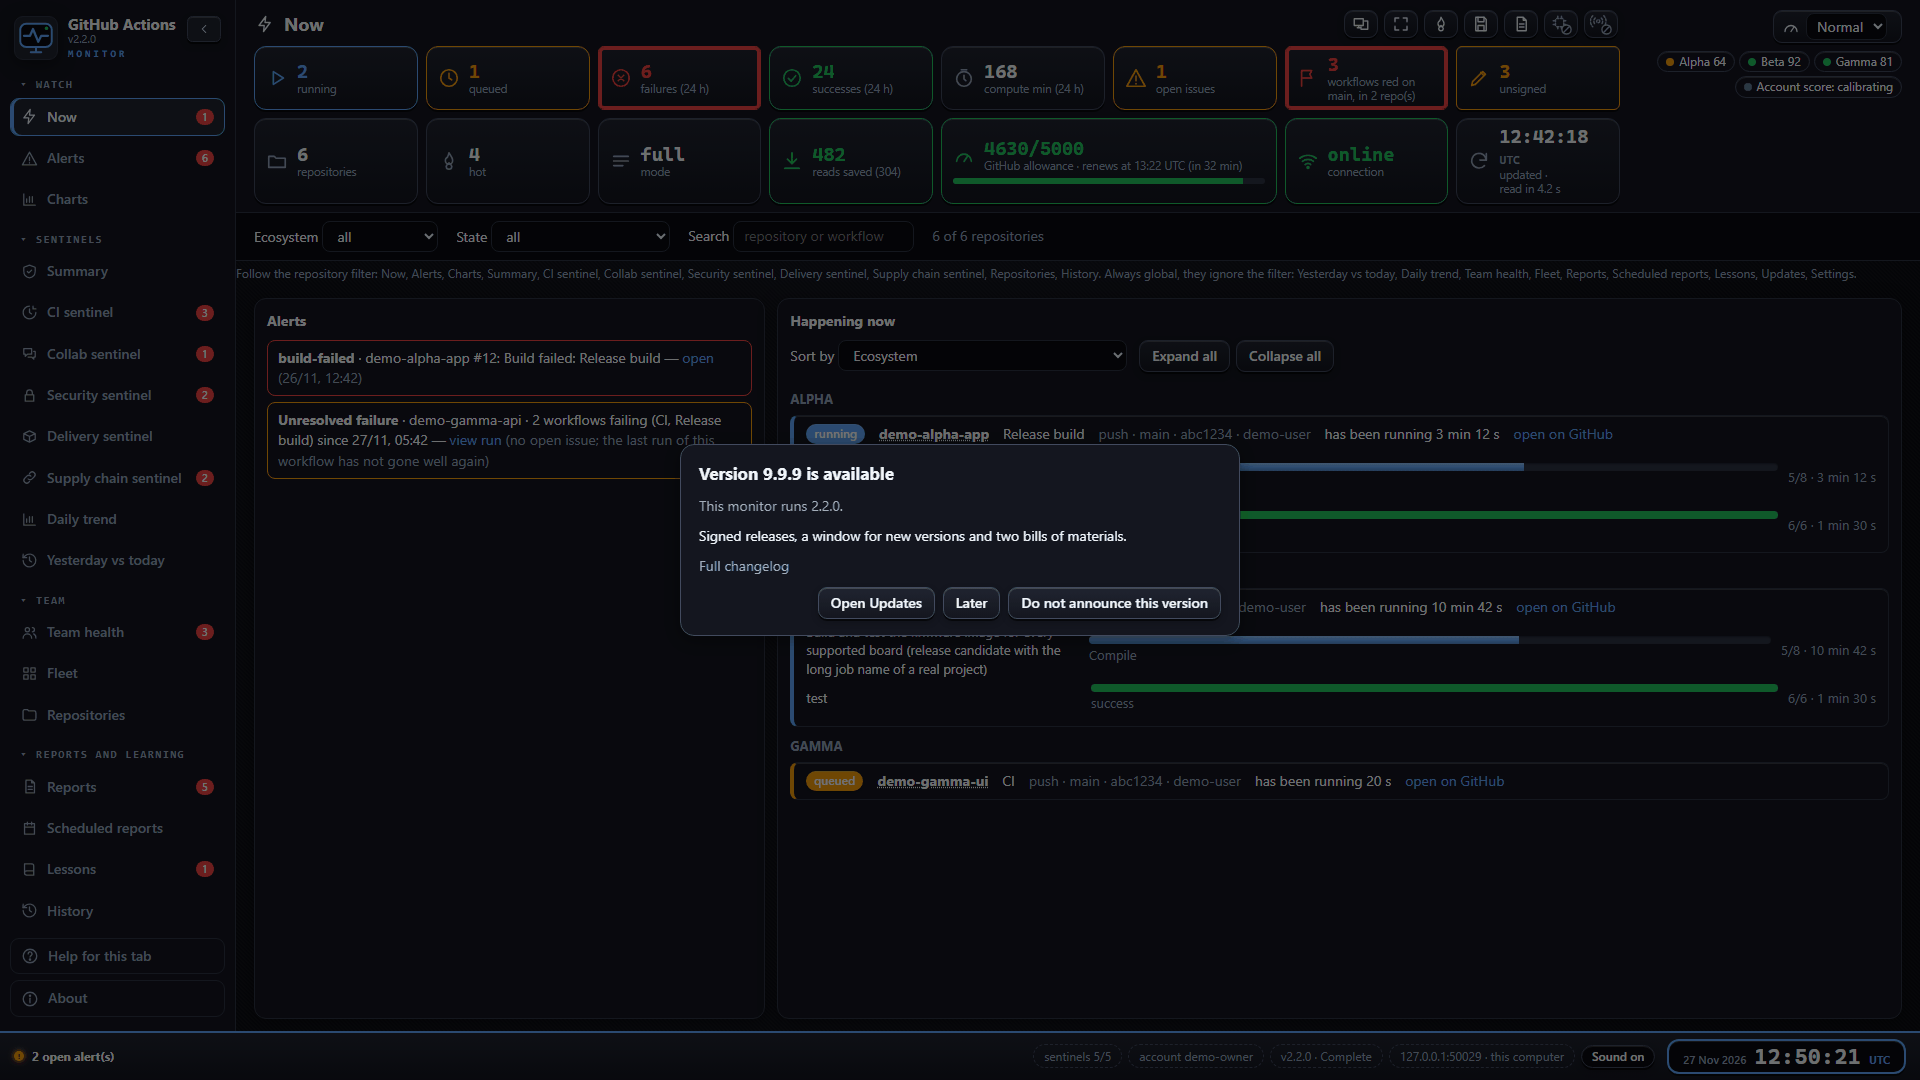 GitHub Actions
v2.2.0
MONITOR
WATCH
Now 1
Alerts 6
Charts
SENTINELS
Summary
CI sentinel 3
Collab sentinel 1
Security sentinel 2
Delivery sentinel
Supply chain sentinel 2
Daily trend
Yesterday vs today
TEAM
Team health 3
Fleet
Repositories
REPORTS AND LEARNING
Reports 5
Scheduled reports
Lessons 1
History
Help for this tab
About
Now
Normal
2
running
1
queued
6
failures (24 h)
24
successes (24 h)
168
compute min (24 h)
1
open issues
3
workflows red on
main, in 2 repo(s)
3
unsigned
Alpha 64
Beta 92
Gamma 81
Account score: calibrating
6
repositories
4
hot
full
mode
482
reads saved (304)
4630/5000
GitHub allowance · renews at 13:22 UTC (in 32 min)
online
connection
12:42:18
UTC
updated ·
read in 4.2 s
Ecosystem all State all Search repository or workflow 6 of 6 repositories
Follow the repository filter: Now, Alerts, Charts, Summary, CI sentinel, Collab sentinel, Security sentinel, Delivery sentinel, Supply chain sentinel, Repositories, History. Always global, they ignore the filter: Yesterday vs today, Daily trend, Team health, Fleet, Reports, Scheduled reports, Lessons, Updates, Settings.
Alerts
build-failed · demo-alpha-app #12: Build failed: Release build — open
(26/11, 12:42)
Unresolved failure · demo-gamma-api · 2 workflows failing (CI, Release
build) since 27/11, 05:42 — view run (no open issue; the last run of this
workflow has not gone well again)
Happening now
Sort by Ecosystem Expand all Collapse all
ALPHA
running demo-alpha-app Release build push · main · abc1234 · demo-user has been running 3 min 12 s open on GitHub
5/8 · 3 min 12 s
6/6 · 1 min 30 s
Version 9.9.9 is available
This monitor runs 2.2.0.
Signed releases, a window for new versions and two bills of materials.
Full changelog
Open Updates Later Do not announce this version
demo-user has been running 10 min 42 s open on GitHub
supported board (release candidate with the
long job name of a real project)
Compile
5/8 · 10 min 42 s
test
success
6/6 · 1 min 30 s
GAMMA
queued demo-gamma-ui CI push · main · abc1234 · demo-user has been running 20 s open on GitHub
2 open alert(s)
sentinels 5/5
account demo-owner
v2.2.0 · Complete
127.0.0.1:50029 · this computer
Sound on
27 Nov 2026 12:50:21 UTC